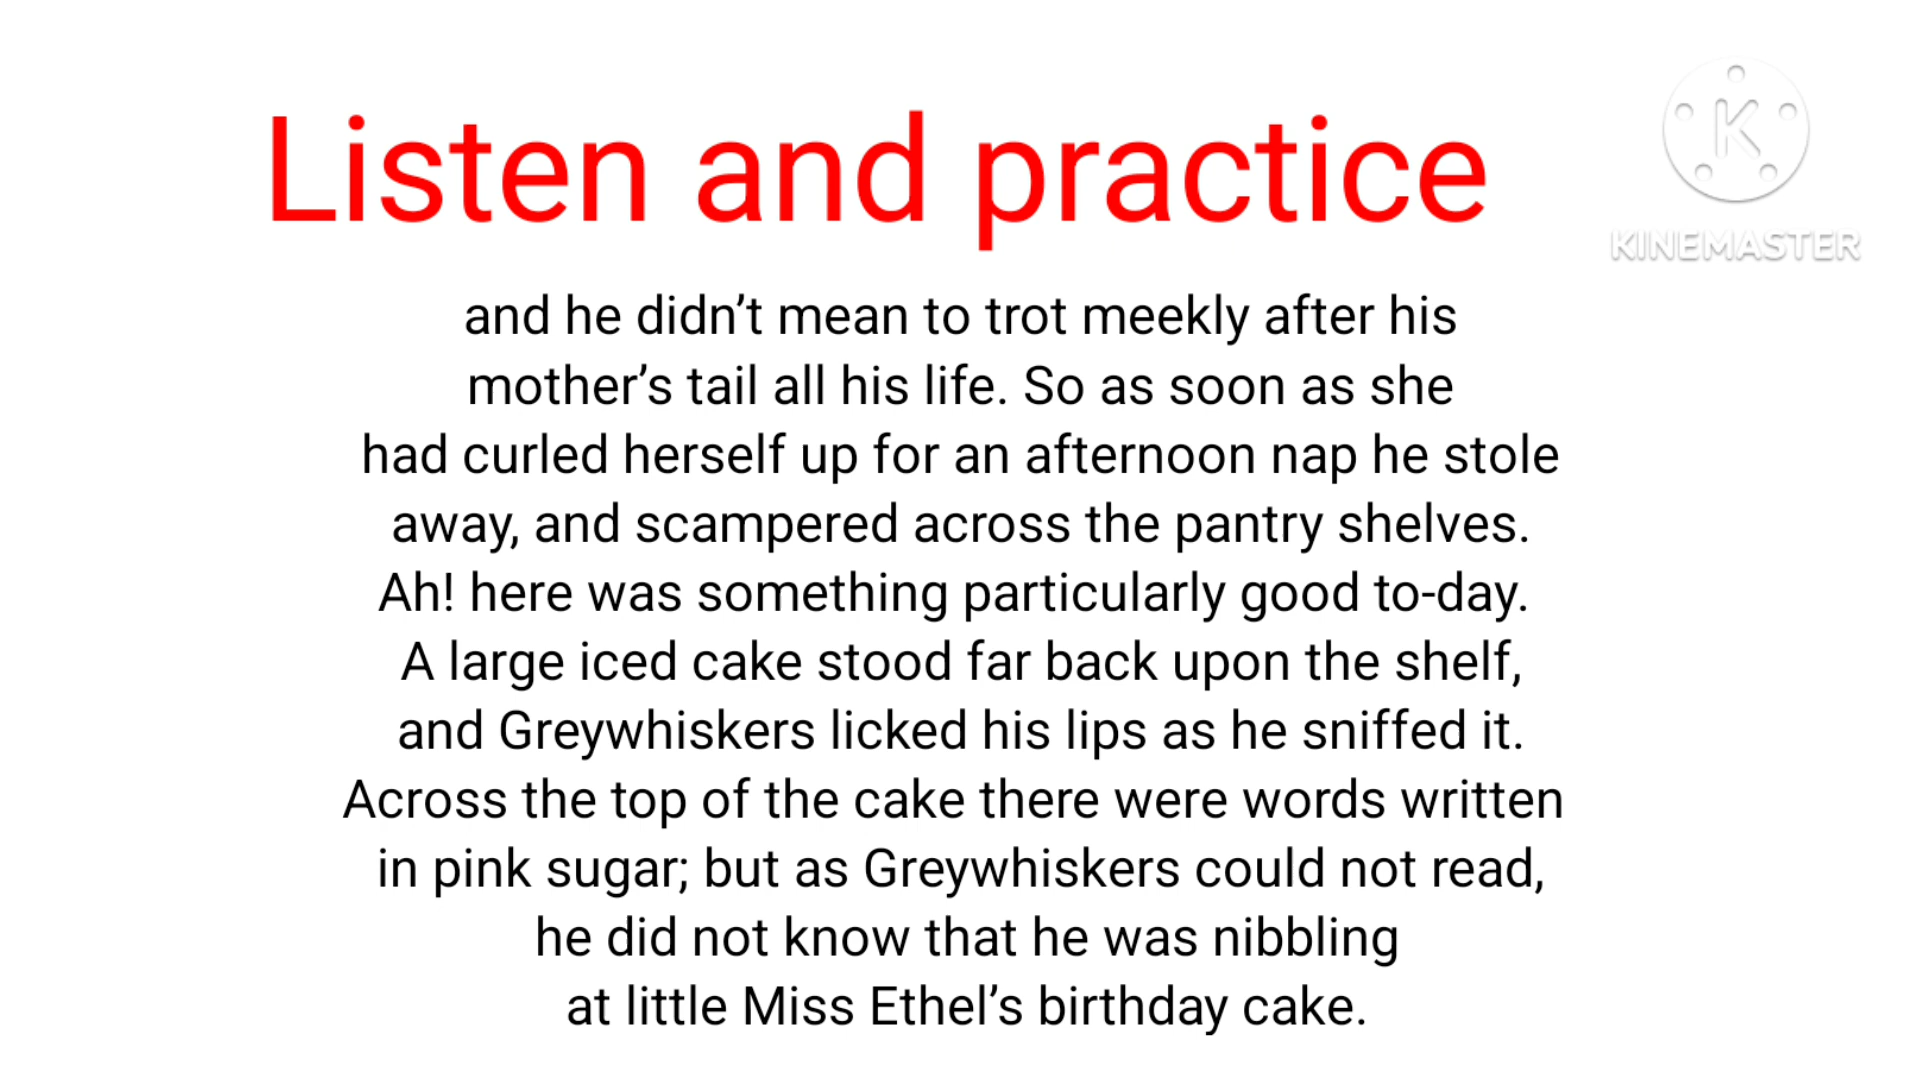 Listen and practice
K
KINEMASTER
and he didn’t mean to trot meekly after his
mother’s tail all his life. So as soon as she
had curled herself up for an afternoon nap he stole
away, and scampered across the pantry shelves.
Ah! here was something particularly good to-day.
A large iced cake stood far back upon the shelf,
and Greywhiskers licked his lips as he sniffed it.
Across the top of the cake there were words written
in pink sugar; but as Greywhiskers could not read,
he did not know that he was nibbling
at little Miss Ethel’s birthday cake.